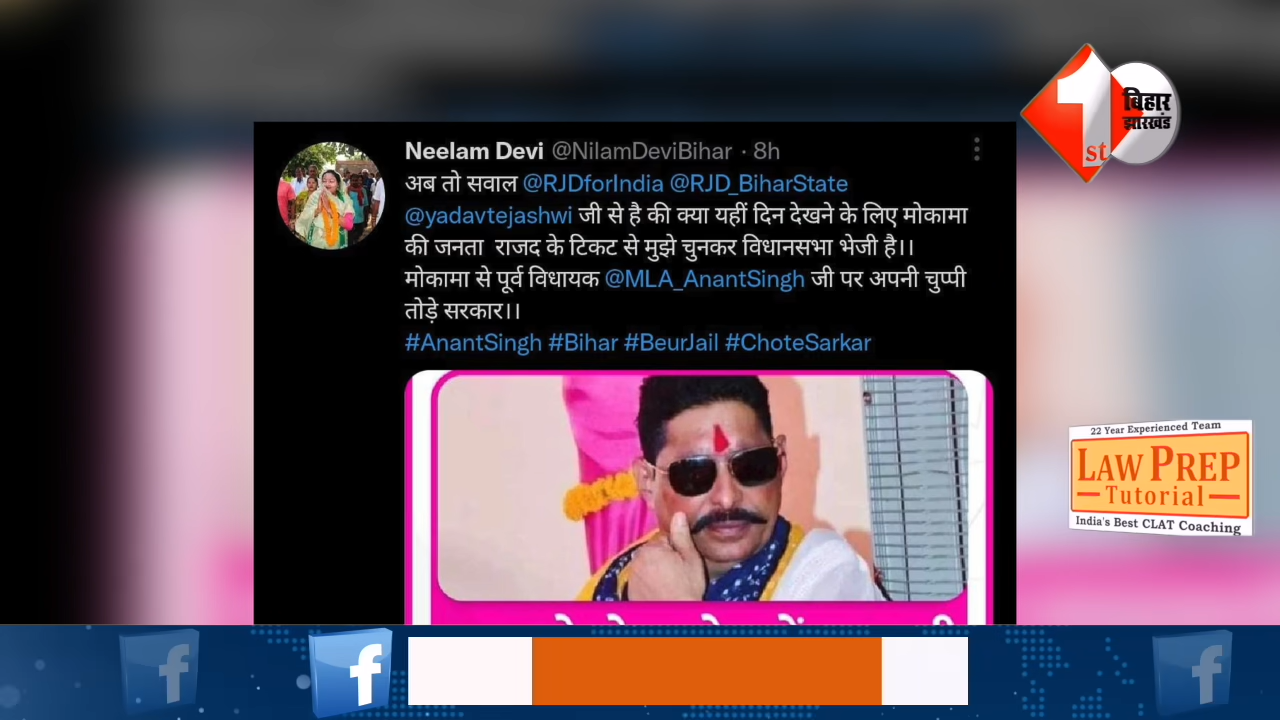 Neelam Devi @NilamDeviBihar · 8h
अब तो सवाल @RJDforIndia @RJD_BiharState
@yadavtejashwi जी से है की क्या यहीं दिन देखने के लिए मोकामा
की जनता राजद के टिकट से मुझे चुनकर विधानसभा भेजी है।।
मोकामा से पूर्व विधायक @MLA_AnantSingh जी पर अपनी चुप्पी
तोड़े सरकार।।
#AnantSingh #Bihar #BeurJail #ChoteSarkar
1st
बिहार
झारखंड
22 Year Experienced Team
LAW PREP
Tutorial
India's Best CLAT Coaching
f
f
f